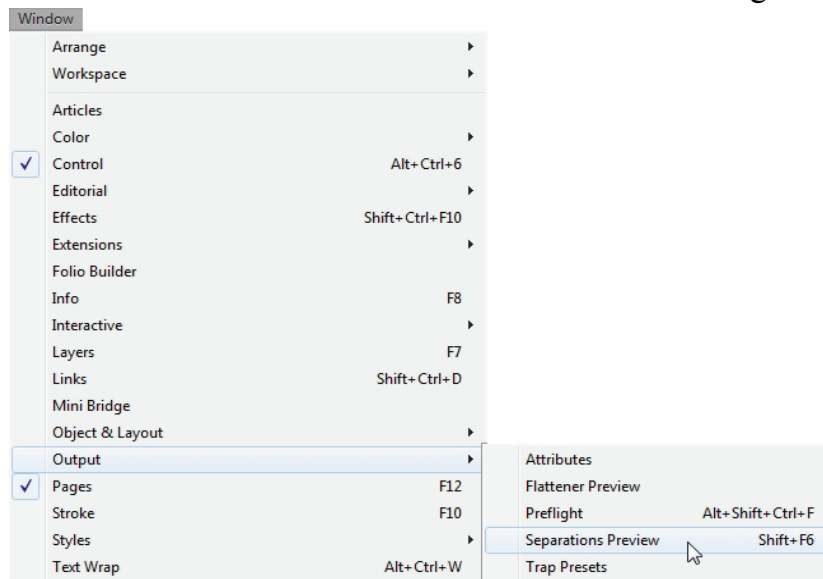 Window
Arrange
Workspace
Articles
Color
Control Alt+Ctrl+6
Editorial
Effects Shift+Ctrl+F10
Extensions
Folio Builder
Info F8
Interactive
Layers F7
Links Shift+Ctrl+D
Mini Bridge
Object & Layout
Output
Pages F12
Stroke F10
Styles
Text Wrap Alt+Ctrl+W
Attributes
Flattener Preview
Preflight Alt+Shift+Ctrl+F
Separations Preview Shift+F6
Trap Presets